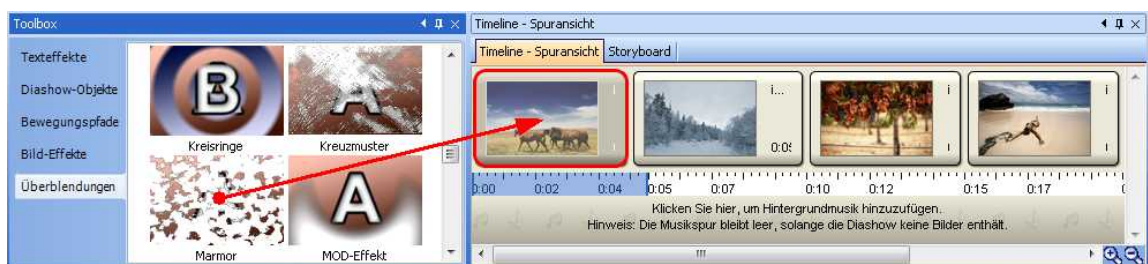 Toolbox
Texteffekte
Diashow-Objekte
Bewegungspfade
Bild-Effekte
Überblendungen
B
A
Kreisringe
Kreuzmuster
A
Marmor
MOD-Effekt
Timeline - Spuransicht
Timeline - Spuransicht
Storyboard
i
i...
i
i
0:00 0:02 0:04 0:05 0:07 0:10 0:12 0:15 0:17
Klicken Sie hier, um Hintergrundmusik hinzuzufügen.
Hinweis: Die Musikspur bleibt leer, solange die Diashow keine Bilder enthält.